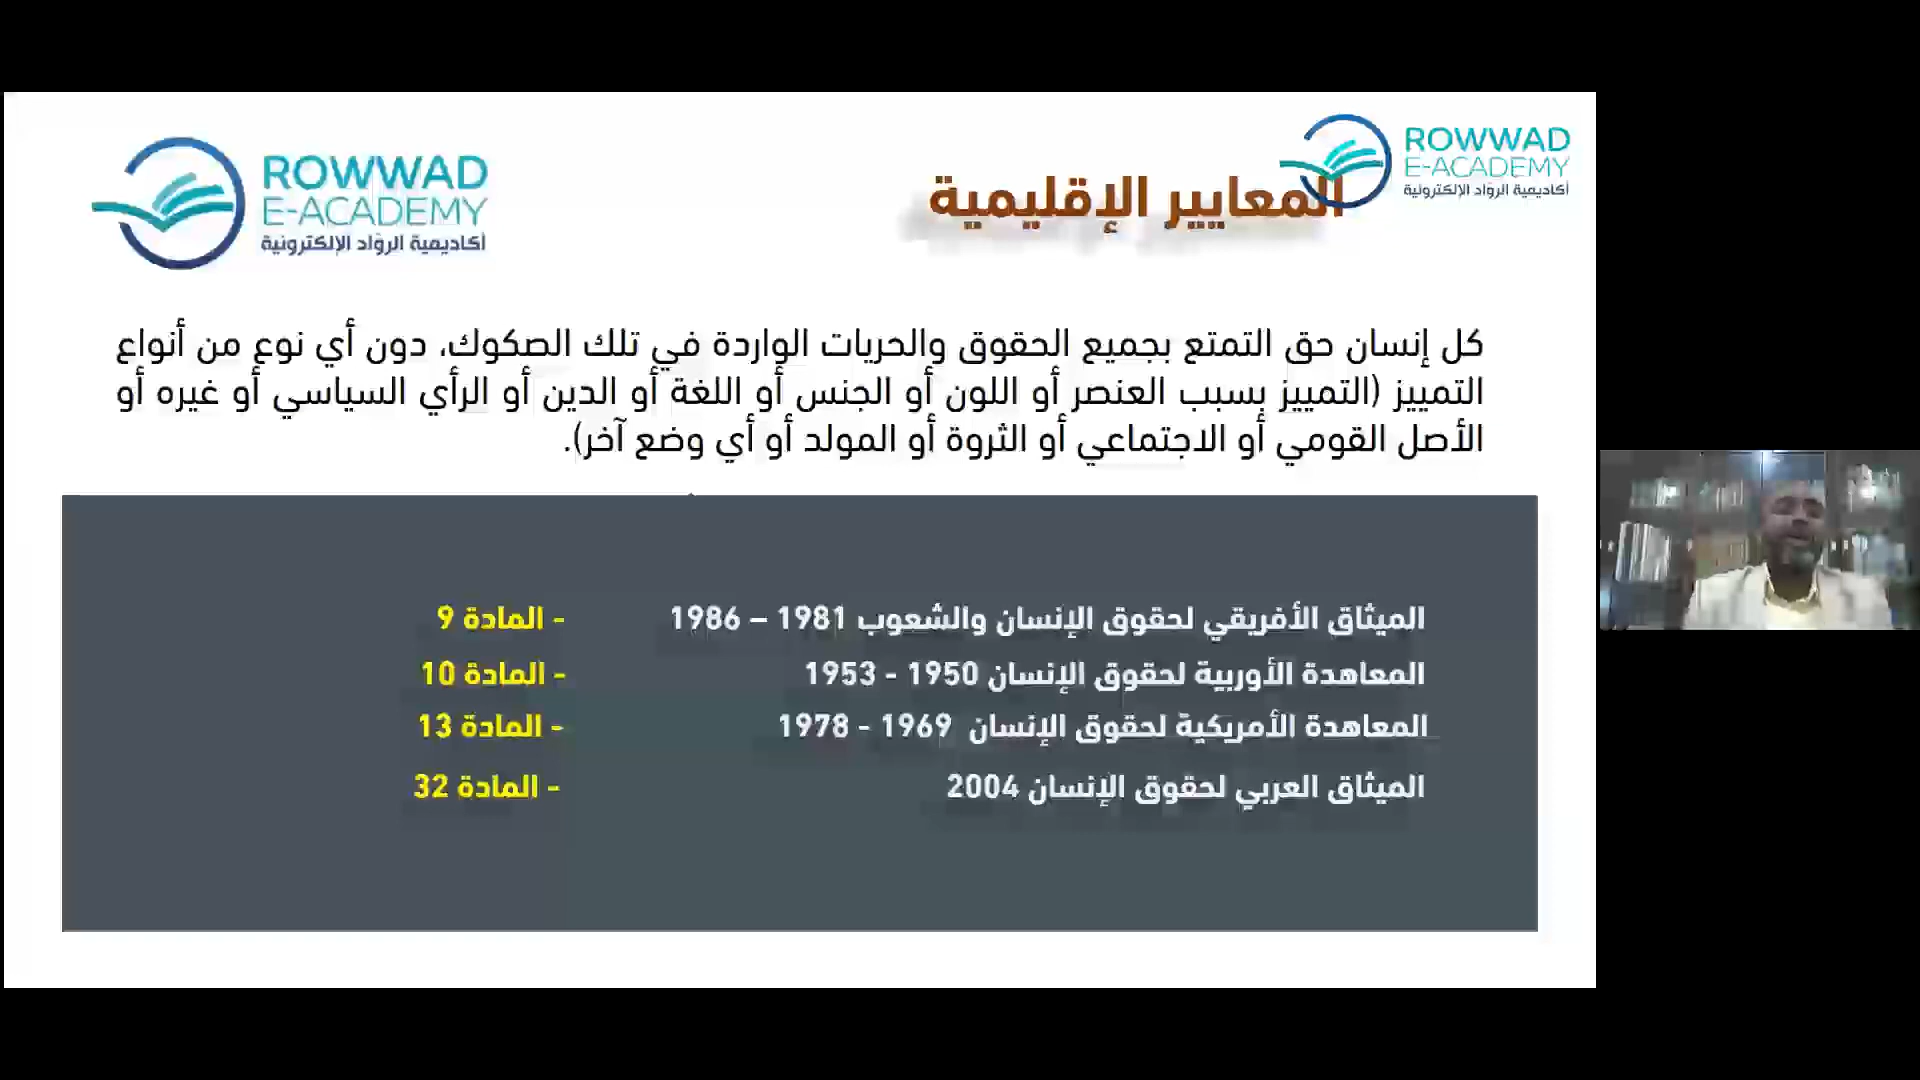 ROWWAD
E-ACADEMY
أكاديمية الروّاد الإلكترونية
ROWWAD
E-ACADEMY
أكاديمية الروّاد الإلكترونية
المعايير الإقليمية
كل إنسان حق التمتع بجميع الحقوق والحريات الواردة في تلك الصكوك، دون أي نوع من أنواع
التمييز (التمييز بسبب العنصر أو اللون أو الجنس أو اللغة أو الدين أو الرأي السياسي أو غيره أو
الأصل القومي أو الاجتماعي أو الثروة أو المولد أو أي وضع آخر).
الميثاق الأفريقي لحقوق الإنسان والشعوب 1981 – 1986 - المادة 9
المعاهدة الأوربية لحقوق الإنسان 1950 - 1953 - المادة 10
المعاهدة الأمريكية لحقوق الإنسان 1969 - 1978 - المادة 13
الميثاق العربي لحقوق الإنسان 2004 - المادة 32